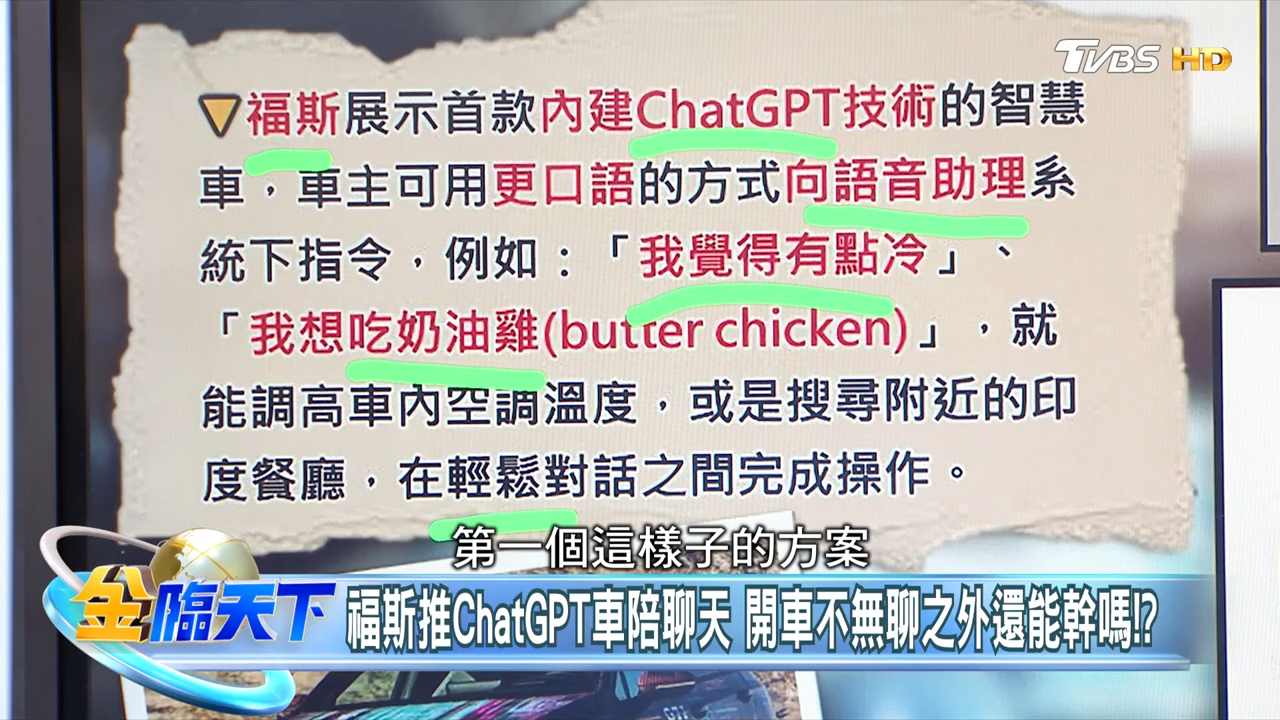 TVBS HD
▼福斯展示首款內建ChatGPT技術的智慧
車，車主可用更口語的方式向語音助理系
統下指令，例如：「我覺得有點冷」、
「我想吃奶油雞(butter chicken)」，就
能調高車內空調溫度，或是搜尋附近的印
度餐廳，在輕鬆對話之間完成操作。
第一個這樣子的方案
金臨天下
福斯推ChatGPT車陪聊天 開車不無聊之外還能幹嗎!?
GTI